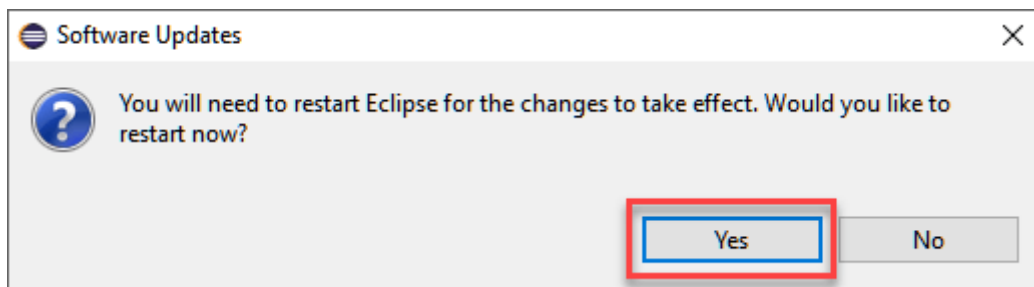 Software Updates
You will need to restart Eclipse for the changes to take effect. Would you like to
restart now?
Yes
No